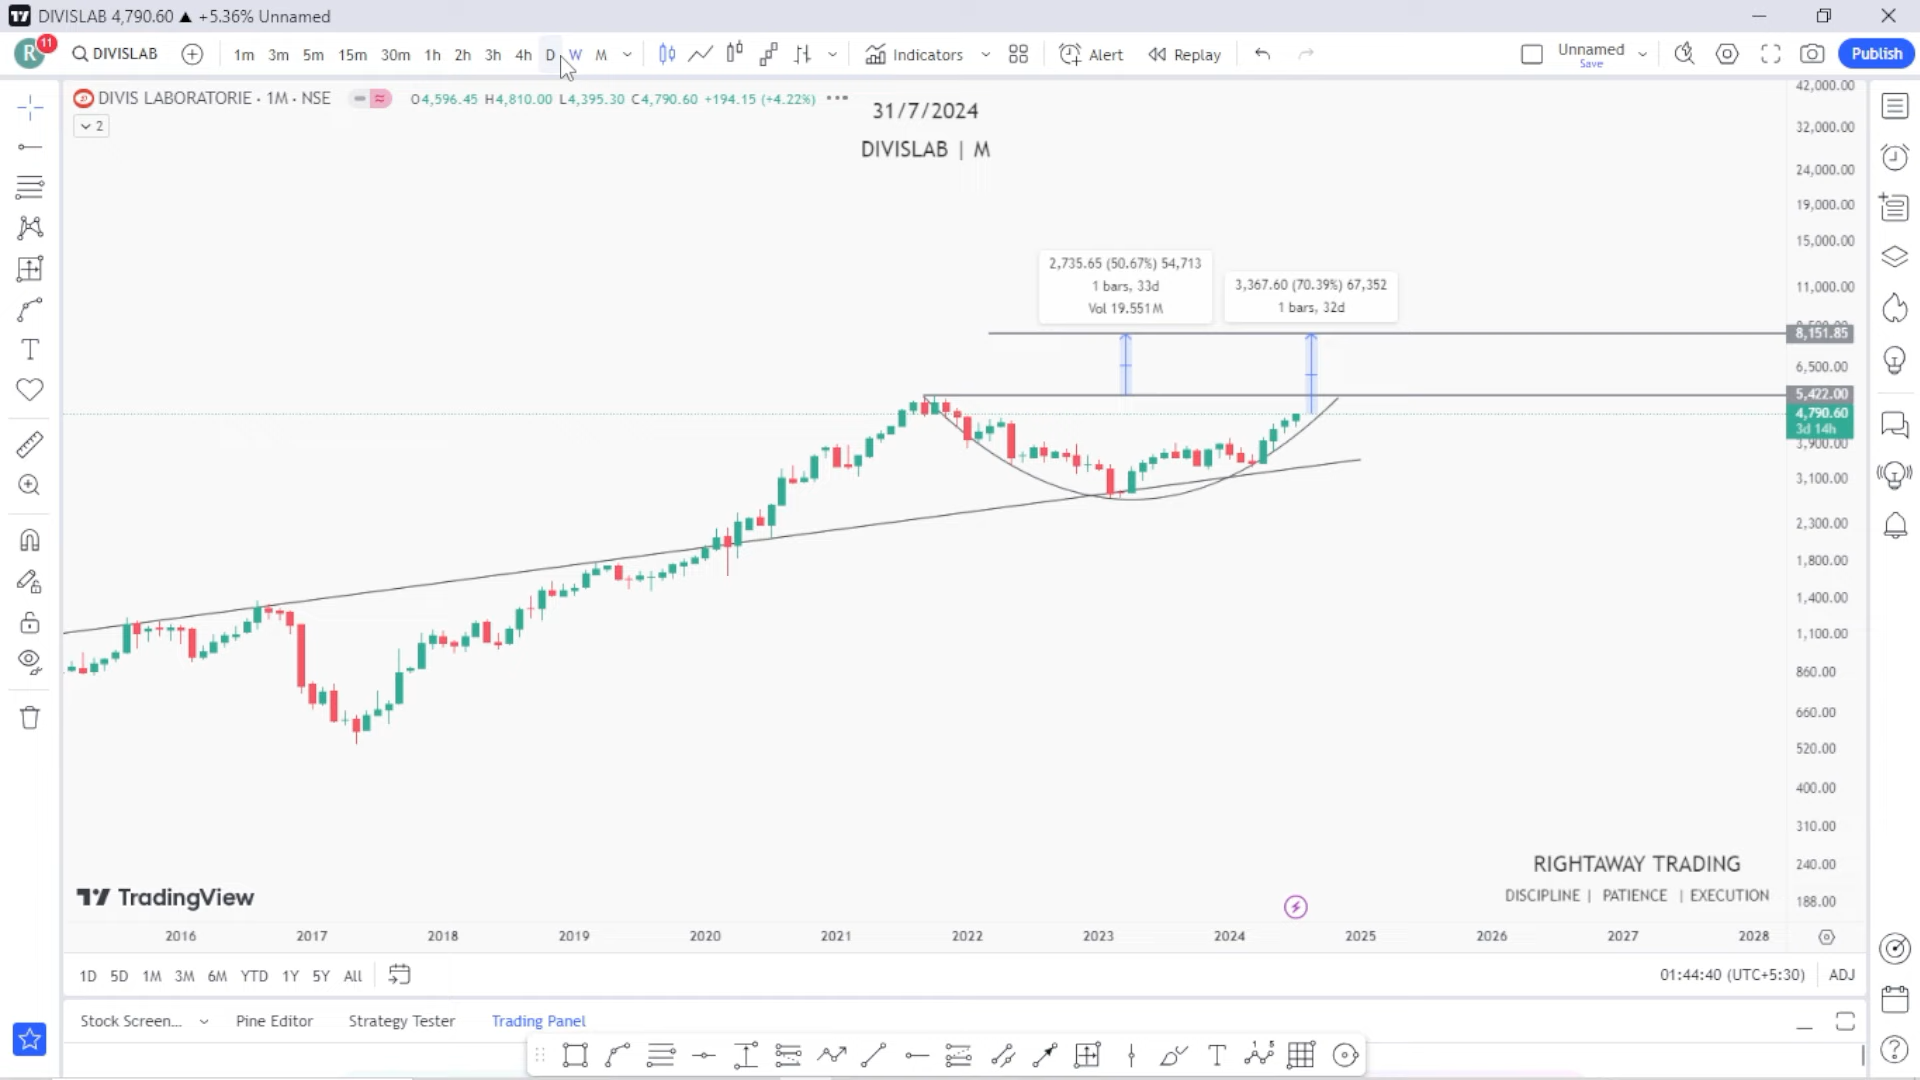 DIVISLAB 4,790.60 ▲ +5.36% Unnamed
R 11 DIVISLAB 1m 3m 5m 15m 30m 1h 2h 3h 4h D W M Indicators Alert Replay Unnamed Save Publish
DIVIS LABORATORIE · 1M · NSE O4,596.45 H4,810.00 L4,395.30 C4,790.60 +194.15 (+4.22%)
2
31/7/2024
DIVISLAB | M
2,735.65 (50.67%) 54,713
1 bars, 33d
Vol 19.551M
3,367.60 (70.39%) 67,352
1 bars, 32d
42,000.00
32,000.00
24,000.00
19,000.00
15,000.00
11,000.00
8,151.85
6,500.00
5,422.00
4,790.60
3d 14h
3,900.00
3,100.00
2,300.00
1,800.00
1,400.00
1,100.00
860.00
660.00
520.00
400.00
310.00
240.00
188.00
RIGHTAWAY TRADING
DISCIPLINE | PATIENCE | EXECUTION
TradingView
2016 2017 2018 2019 2020 2021 2022 2023 2024 2025 2026 2027 2028
1D 5D 1M 3M 6M YTD 1Y 5Y All 01:44:40 (UTC+5:30) ADJ
Stock Screen... Pine Editor Strategy Tester Trading Panel